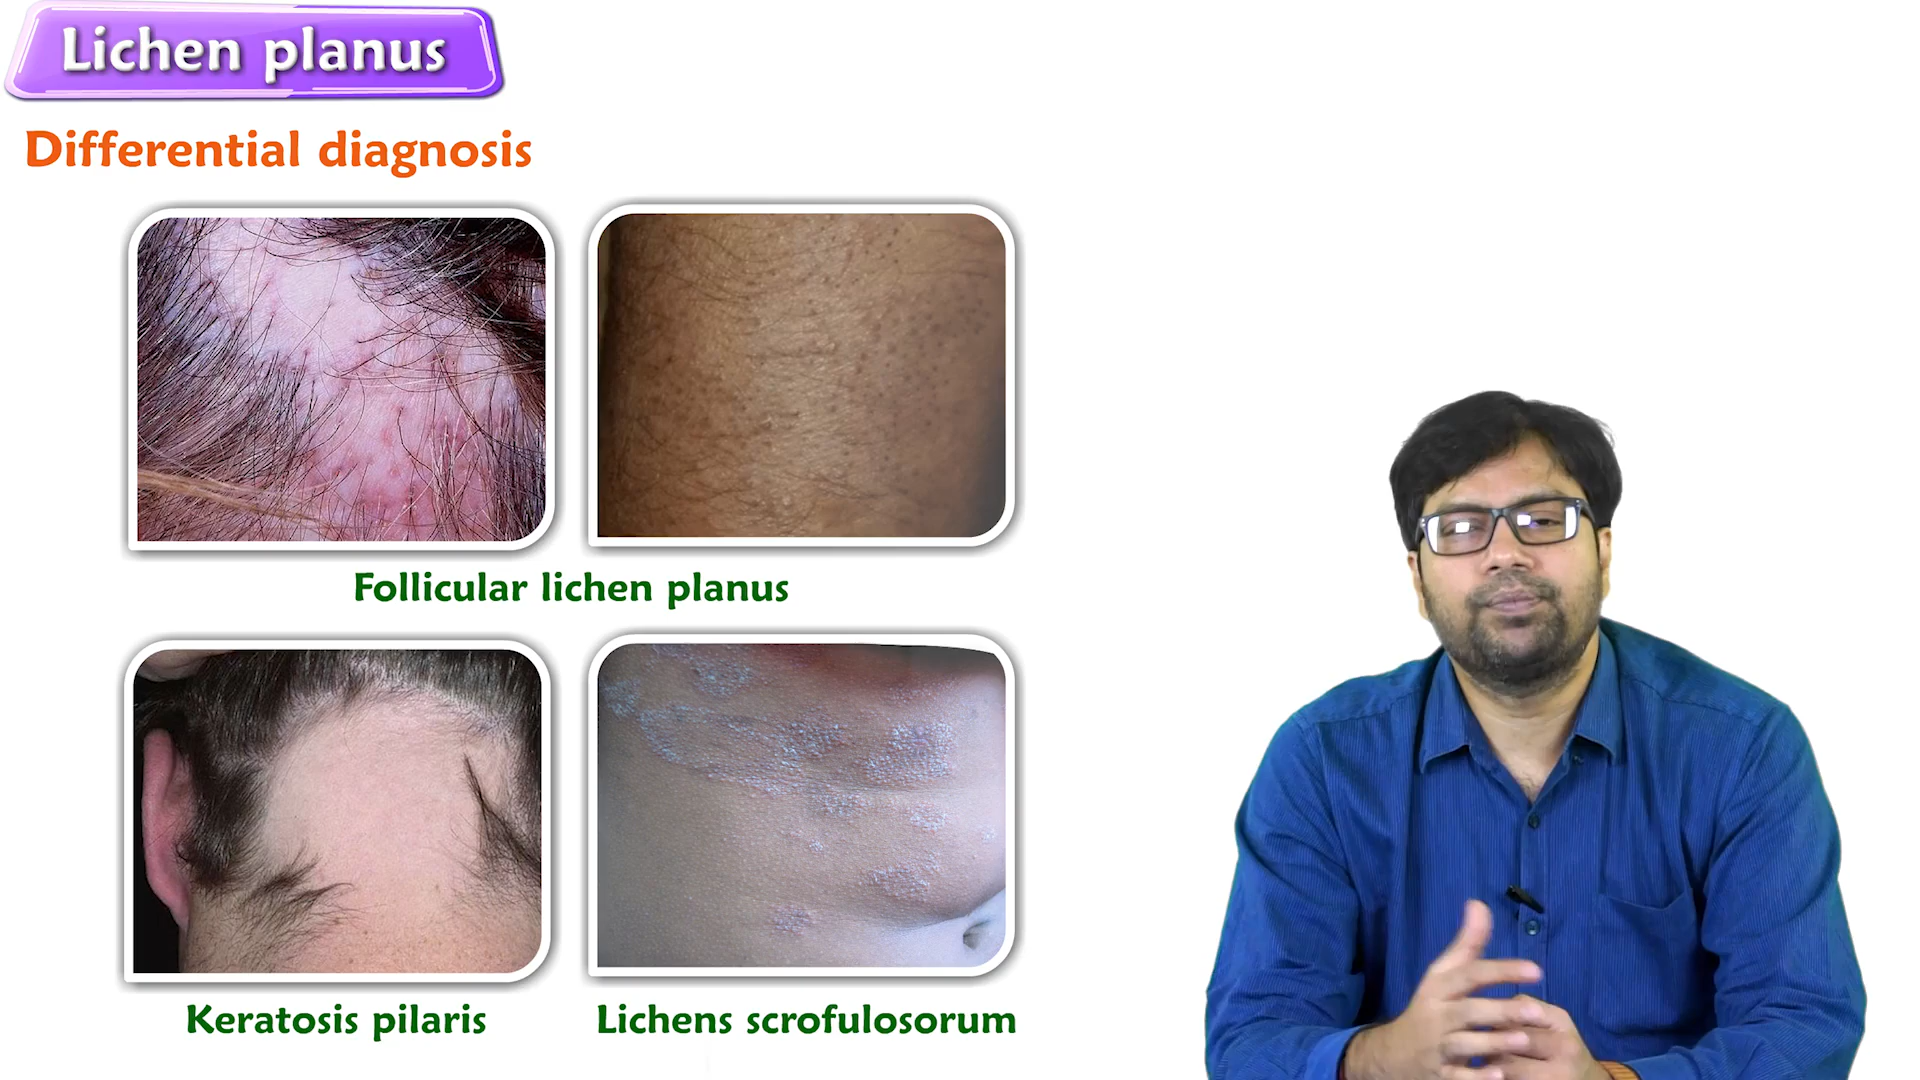 Lichen planus
Differential diagnosis
Follicular lichen planus
Keratosis pilaris
Lichens scrofulosorum